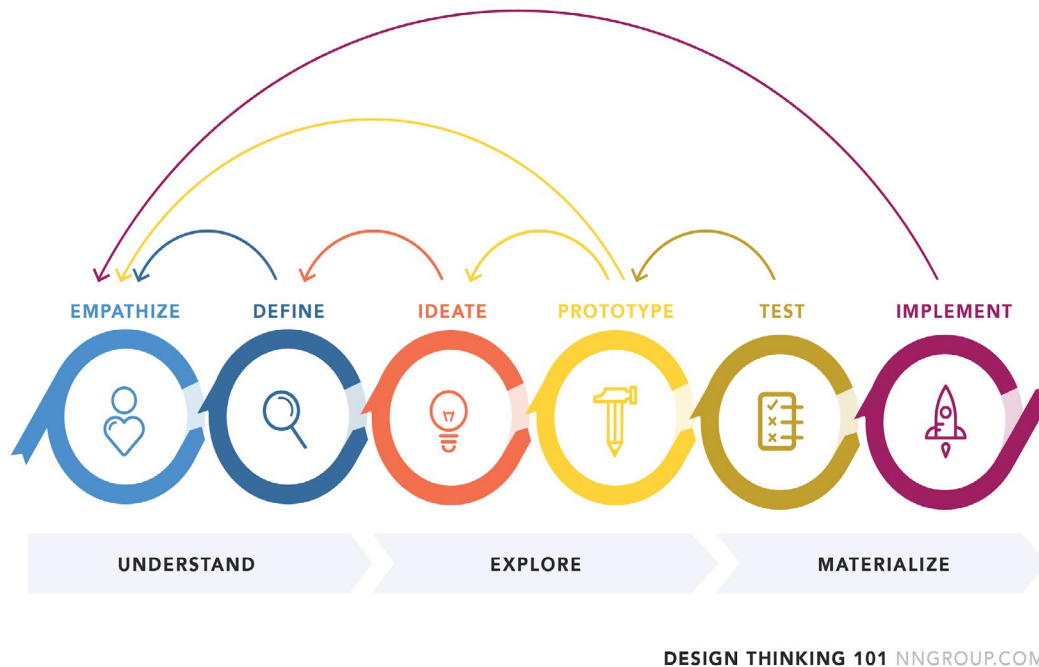 EMPATHIZE DEFINE IDEATE PROTOTYPE TEST IMPLEMENT
UNDERSTAND EXPLORE MATERIALIZE
DESIGN THINKING 101 NNGROUP.COM